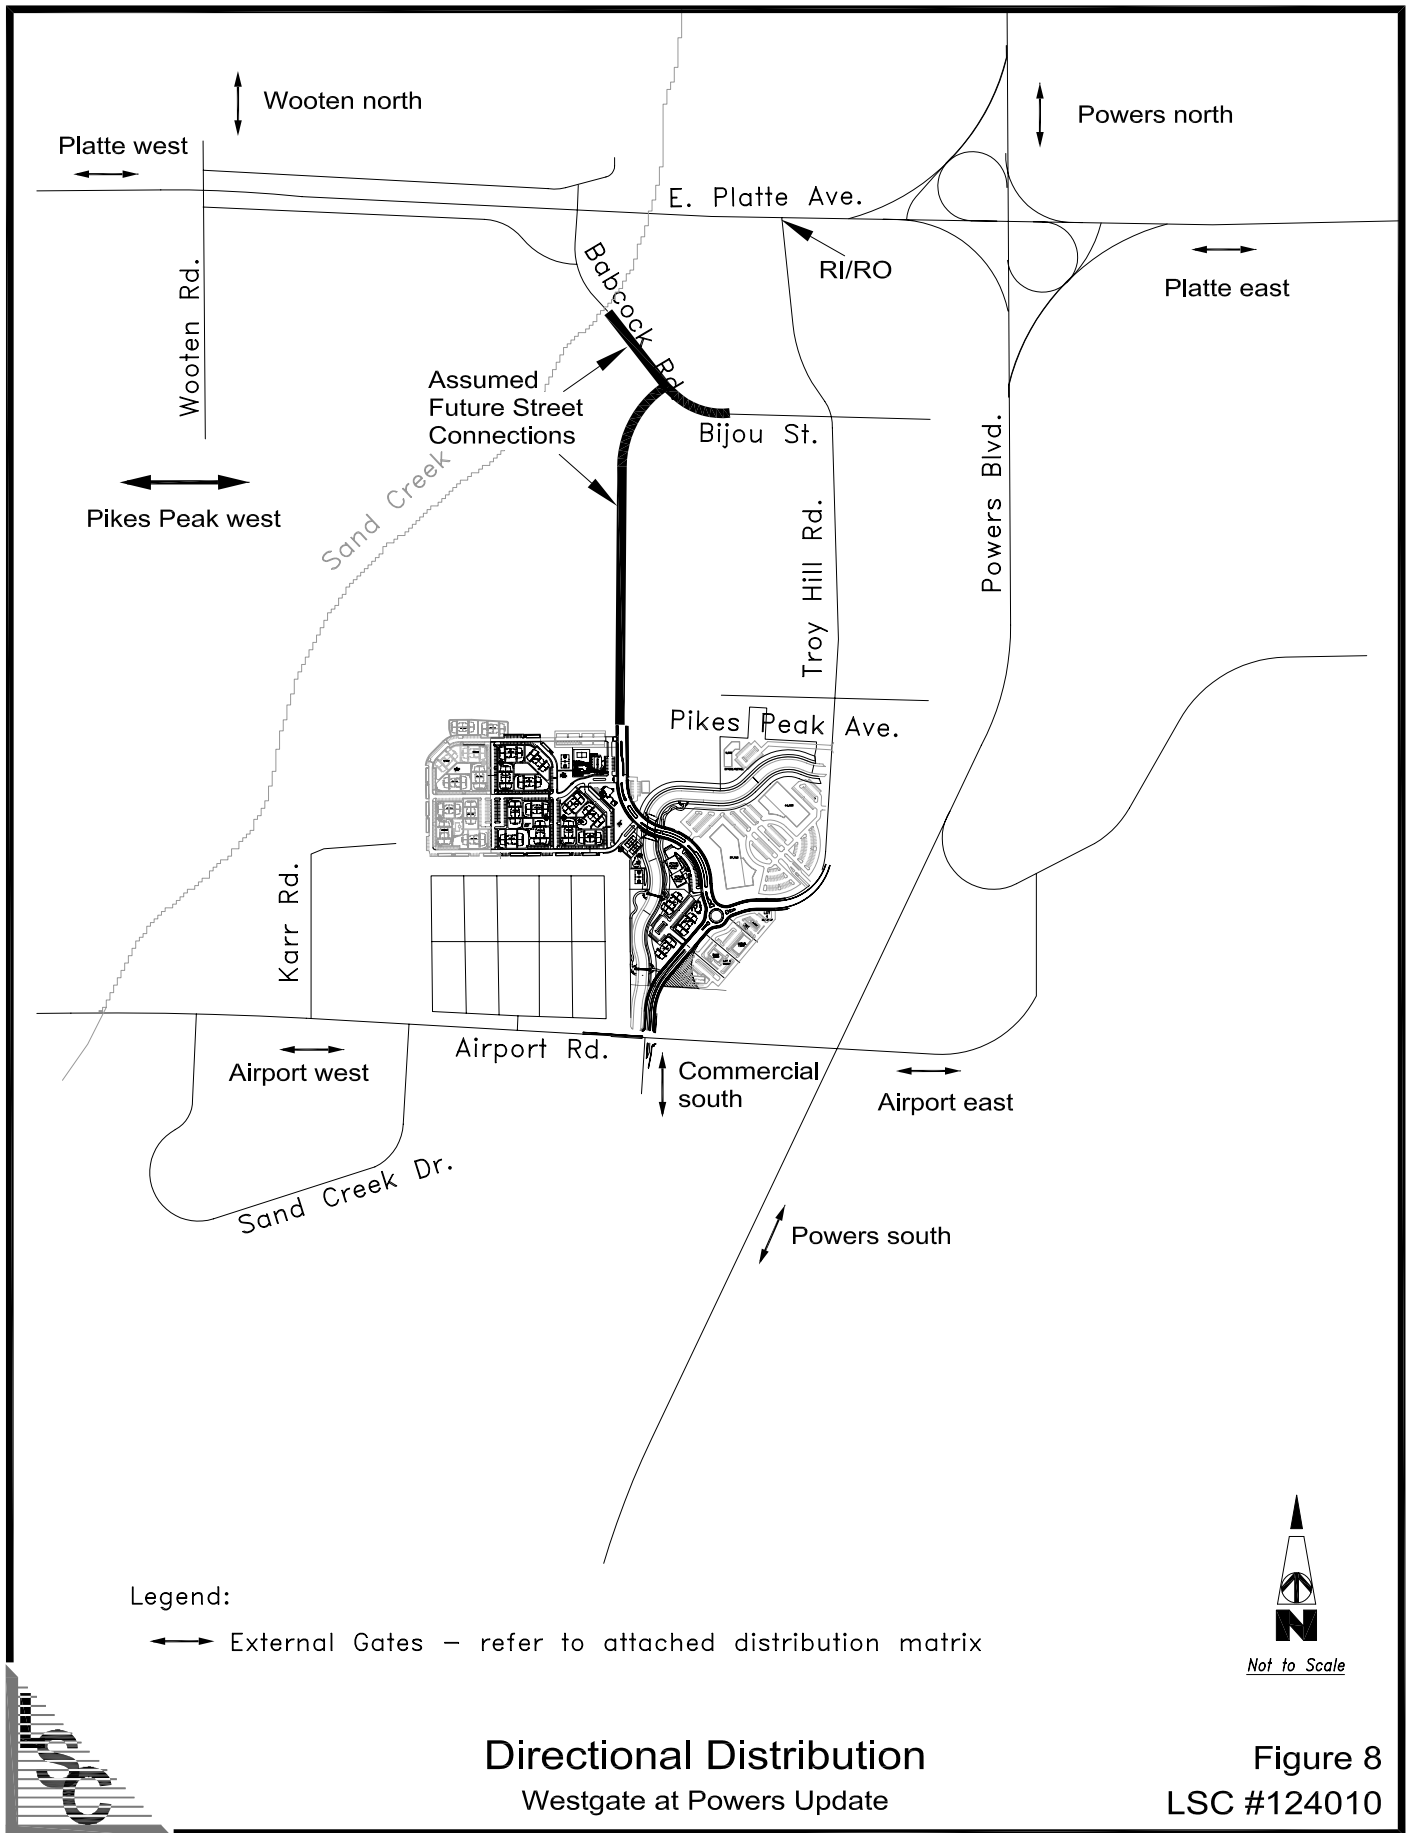 Wooten north
Powers north
Platte west
E. Platte Ave.
RI/RO
Platte east
Babcock Rd.
Wooten Rd.
Assumed
Future Street
Connections
Bijou St.
Powers Blvd.
Sand Creek
Pikes Peak west
Troy Hill Rd.
Pikes Peak Ave.
Karr Rd.
Airport Rd.
Airport west
Commercial
south
Airport east
Sand Creek Dr.
Powers south
Legend:
External Gates – refer to attached distribution matrix
N
Not to Scale
LSC
Directional Distribution
Westgate at Powers Update
Figure 8
LSC #124010